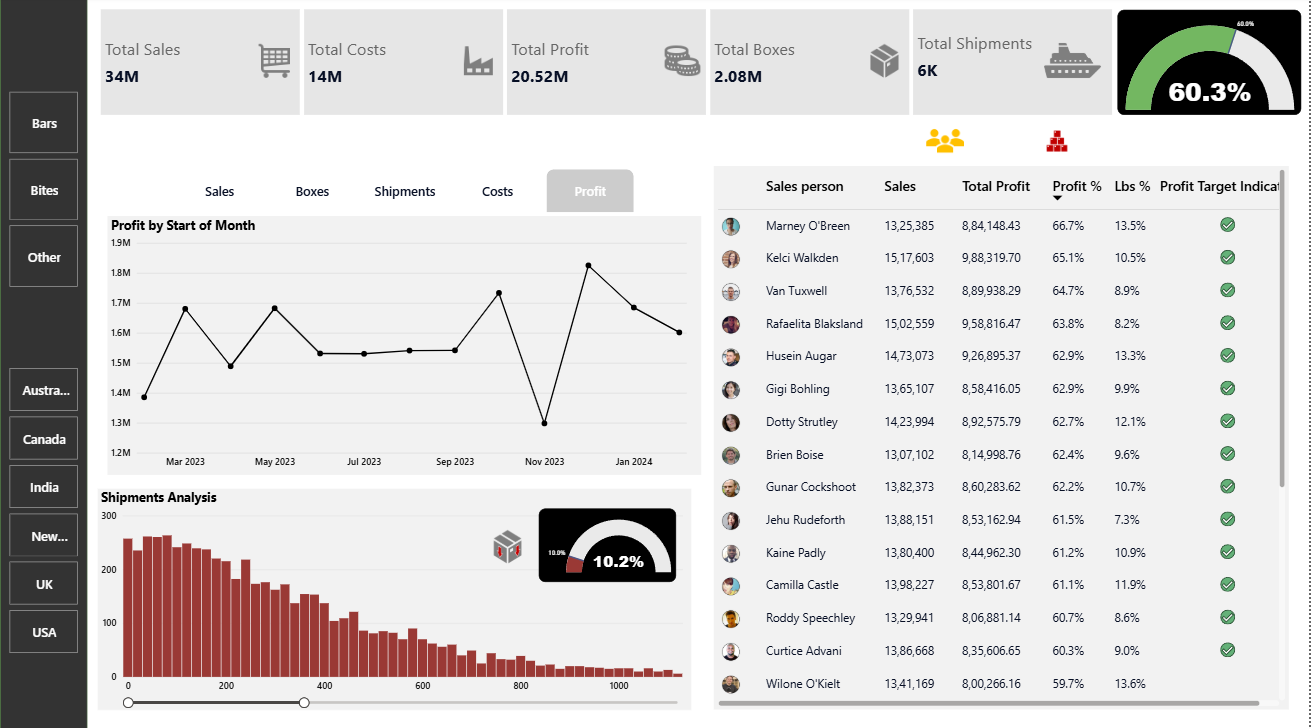 Total Sales
34M
Total Costs
14M
Total Profit
20.52M
Total Boxes
2.08M
Total Shipments
6K
60.0%
60.3%
Bars
Bites
Other
Austra...
Canada
India
New...
UK
USA
Sales Boxes Shipments Costs Profit
Profit by Start of Month
1.9M
1.8M
1.7M
1.6M
1.5M
1.4M
1.3M
1.2M
Mar 2023 May 2023 Jul 2023 Sep 2023 Nov 2023 Jan 2024
Shipments Analysis
300
200
100
0
0 200 400 600 800 1000
10.0%
10.2%
Sales person Sales Total Profit Profit % Lbs % Profit Target Indicat
Marney O'Breen 13,25,385 8,84,148.43 66.7% 13.5%
Kelci Walkden 15,17,603 9,88,319.70 65.1% 10.5%
Van Tuxwell 13,76,532 8,89,938.29 64.7% 8.9%
Rafaelita Blaksland 15,02,559 9,58,816.47 63.8% 8.2%
Husein Augar 14,73,073 9,26,895.37 62.9% 13.3%
Gigi Bohling 13,65,107 8,58,416.05 62.9% 9.9%
Dotty Strutley 14,23,994 8,92,575.79 62.7% 12.1%
Brien Boise 13,07,102 8,14,998.76 62.4% 9.6%
Gunar Cockshoot 13,82,373 8,60,283.62 62.2% 10.7%
Jehu Rudeforth 13,88,151 8,53,162.94 61.5% 7.3%
Kaine Padly 13,80,400 8,44,962.30 61.2% 10.9%
Camilla Castle 13,98,227 8,53,801.67 61.1% 11.9%
Roddy Speechley 13,29,941 8,06,881.14 60.7% 8.6%
Curtice Advani 13,86,668 8,35,606.65 60.3% 9.0%
Wilone O'Kielt 13,41,169 8,00,266.16 59.7% 13.6%